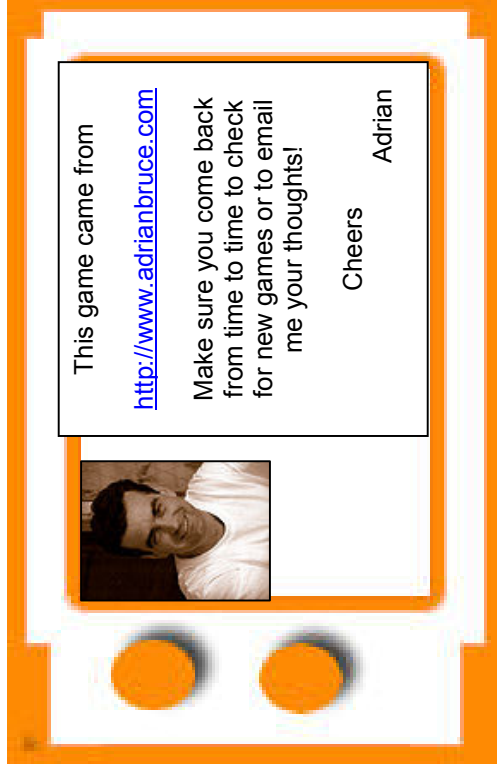 This game came from
http://www.adrianbruce.com
Make sure you come back
from time to time to check
for new games or to email
me your thoughts!
Cheers
Adrian